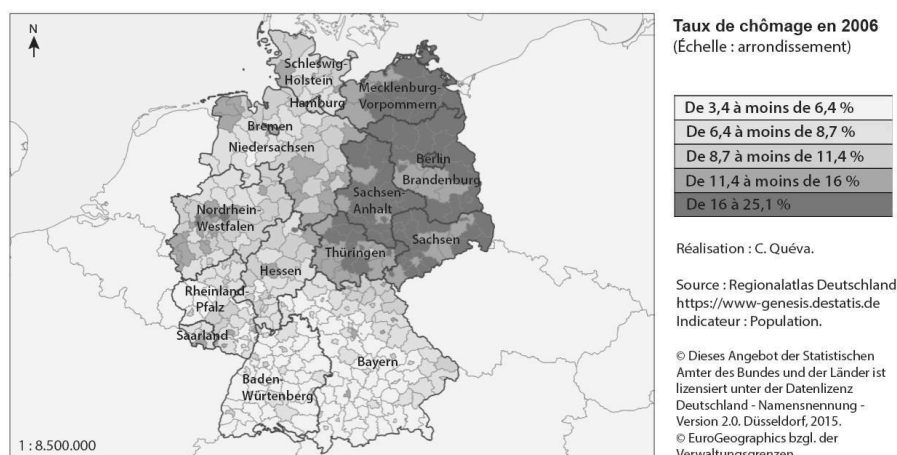 N
Schleswig-
Holstein
Mecklenburg-
Vorpommern
Hamburg
Bremen
Niedersachsen
Berlin
Brandenburg
Sachsen-
Anhalt
Nordrhein-
Westfalen
Sachsen
Thüringen
Hessen
Rheinland-
Pfalz
Saarland
Bayern
Baden-
Würtenberg
1 : 8.500.000
Taux de chômage en 2006
(Échelle : arrondissement)
De 3,4 à moins de 6,4 %
De 6,4 à moins de 8,7 %
De 8,7 à moins de 11,4 %
De 11,4 à moins de 16 %
De 16 à 25,1 %
Réalisation : C. Quéva.
Source : Regionalatlas Deutschland
https://www-genesis.destatis.de
Indicateur : Population.
© Dieses Angebot der Statistischen
Amter des Bundes und der Länder ist
lizensiert unter der Datenlizenz
Deutschland - Namensnennung -
Version 2.0. Düsseldorf, 2015.
© EuroGeographics bzgl. der
Verwaltungsgrenzen